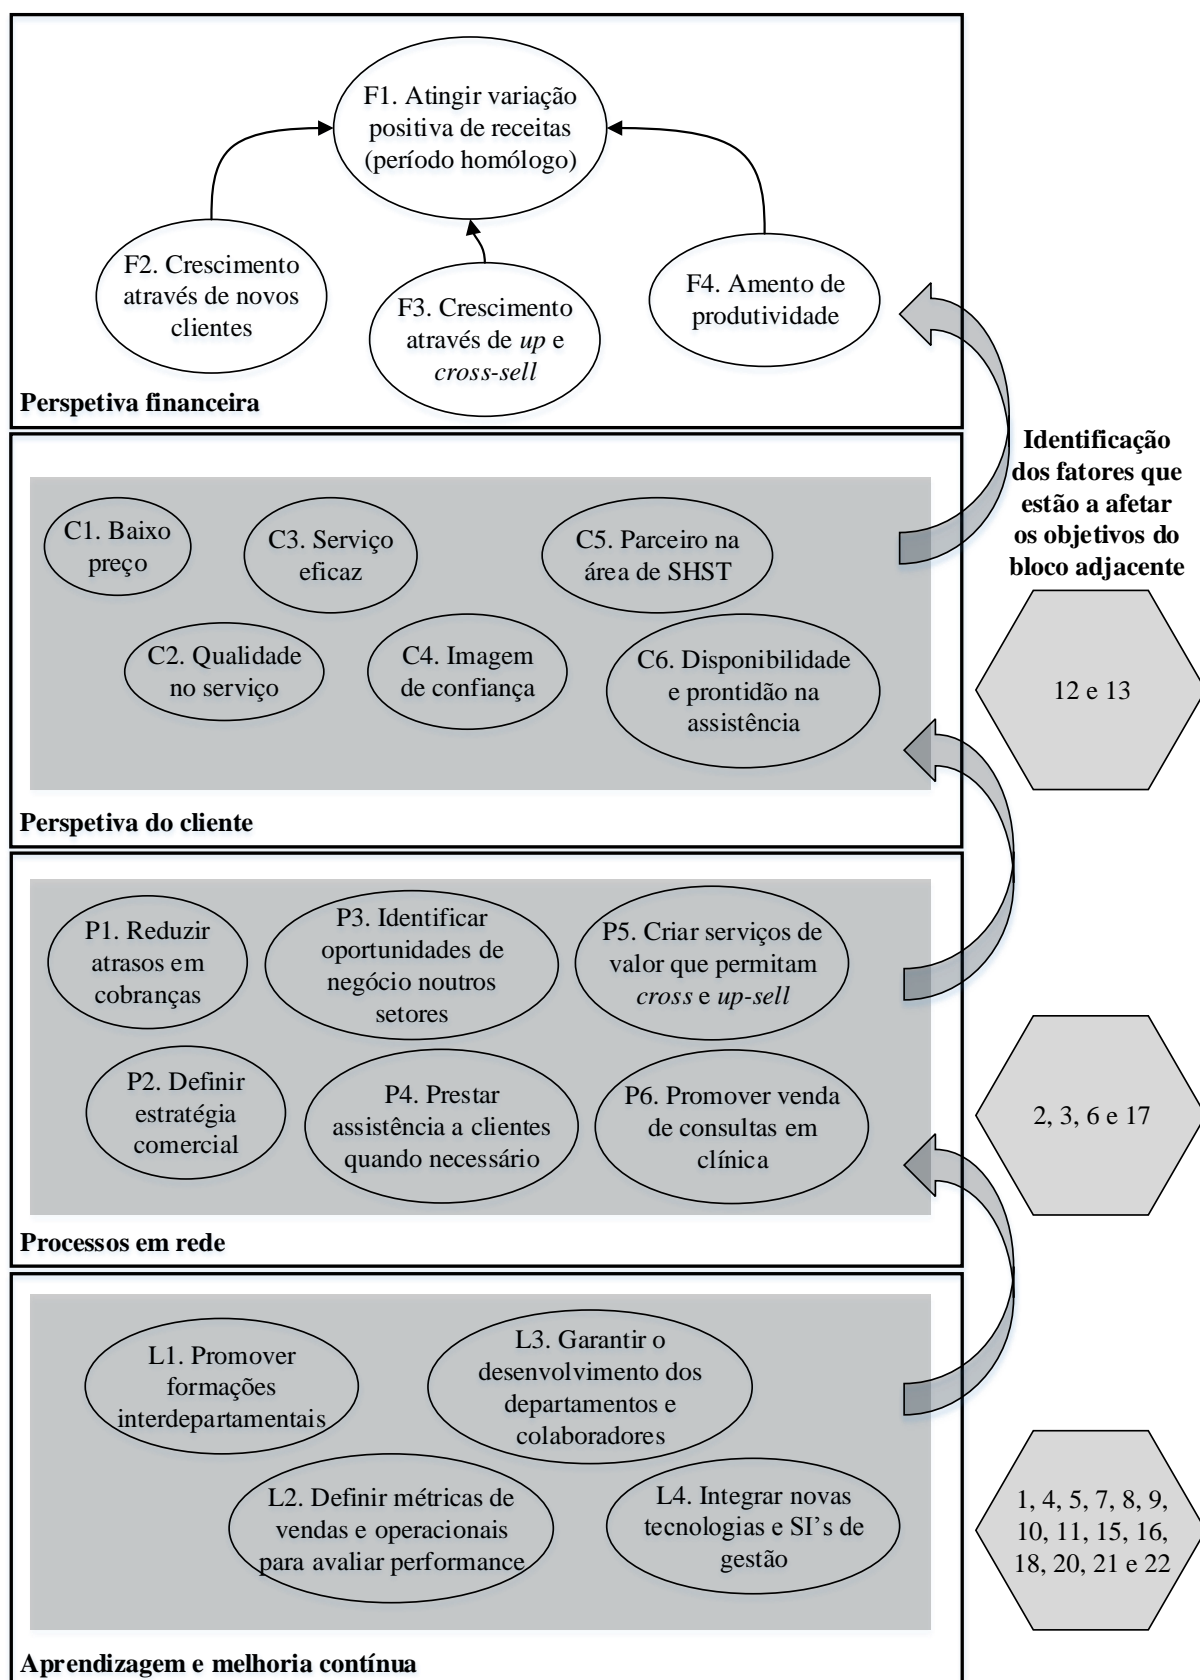 F1. Atingir variação
positiva de receitas
(período homólogo)
F2. Crescimento
através de novos
clientes
F3. Crescimento
através de up e
cross-sell
F4. Amento de
produtividade
Perspetiva financeira
Identificação
dos fatores que
estão a afetar
os objetivos do
bloco adjacente
C1. Baixo
preço
C3. Serviço
eficaz
C5. Parceiro na
área de SHST
C2. Qualidade
no serviço
C4. Imagem
de confiança
C6. Disponibilidade
e prontidão na
assistência
12 e 13
Perspetiva do cliente
P1. Reduzir
atrasos em
cobranças
P3. Identificar
oportunidades de
negócio noutros
setores
P5. Criar serviços de
valor que permitam
cross e up-sell
P2. Definir
estratégia
comercial
P4. Prestar
assistência a clientes
quando necessário
P6. Promover venda
de consultas em
clínica
2, 3, 6 e 17
Processos em rede
L1. Promover
formações
interdepartamentais
L3. Garantir o
desenvolvimento dos
departamentos e
colaboradores
L2. Definir métricas de
vendas e operacionais
para avaliar performance
L4. Integrar novas
tecnologias e SI’s de
gestão
1, 4, 5, 7, 8, 9,
10, 11, 15, 16,
18, 20, 21 e 22
Aprendizagem e melhoria contínua